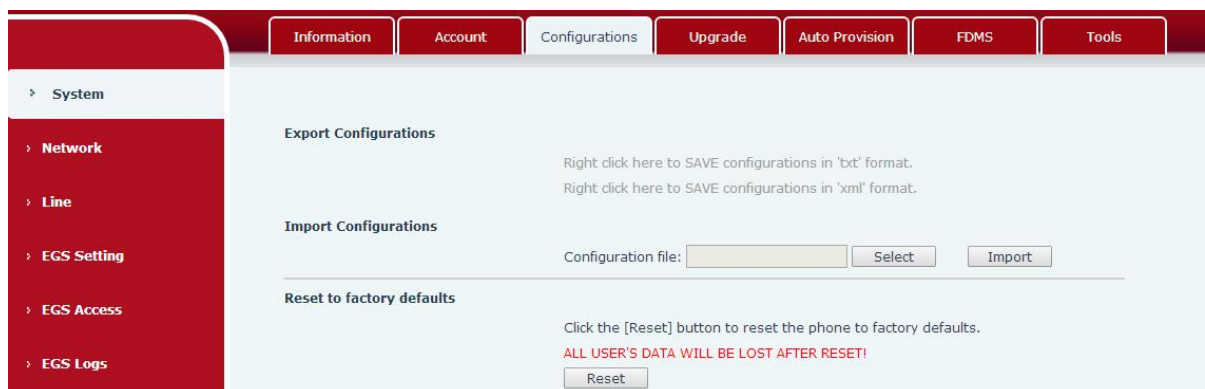 Information Account Configurations Upgrade Auto Provision FDMS Tools
› System
› Network
› Line
› EGS Setting
› EGS Access
› EGS Logs
Export Configurations
Right click here to SAVE configurations in 'txt' format.
Right click here to SAVE configurations in 'xml' format.
Import Configurations
Configuration file: Select Import
Reset to factory defaults
Click the [Reset] button to reset the phone to factory defaults.
ALL USER'S DATA WILL BE LOST AFTER RESET!
Reset